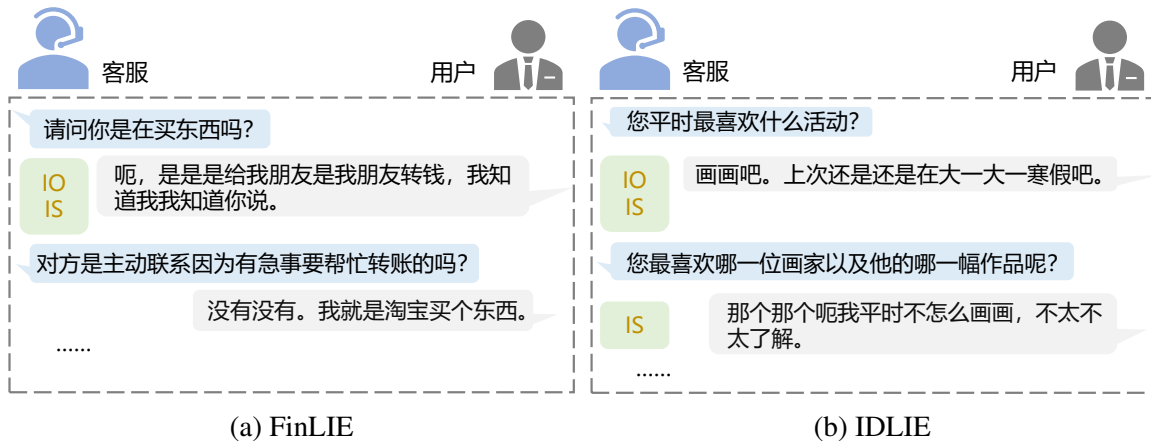 客服
用户
请问你是在买东西吗?
IO
IS
呃，是是是给我朋友是我朋友转钱，我知
道我我知道你说。
对方是主动联系因为有急事要帮忙转账的吗?
没有没有。我就是淘宝买个东西。
......
(a) FinLIE
客服
用户
您平时最喜欢什么活动?
IO
IS
画画吧。上次还是还是在大一大一寒假吧。
您最喜欢哪一位画家以及他的哪一幅作品呢?
IS
那个那个呃我平时不怎么画画，不太不
太了解。
......
(b) IDLIE